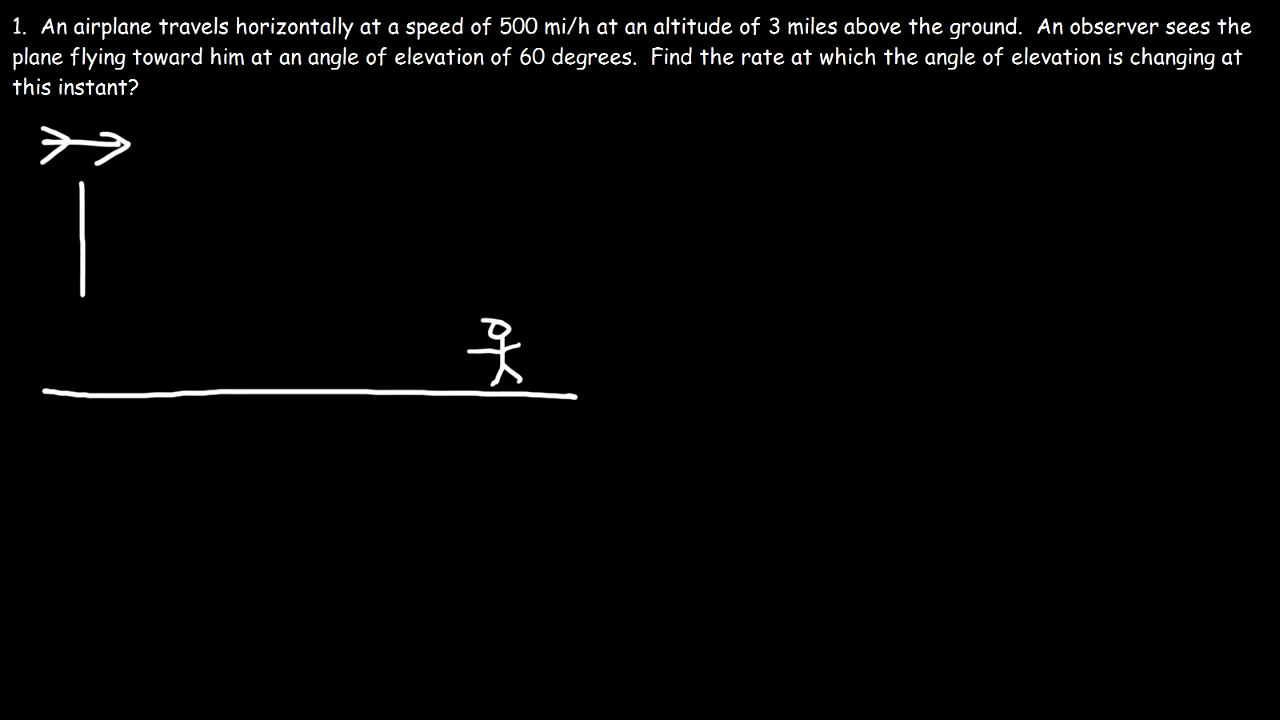 1. An airplane travels horizontally at a speed of 500 mi/h at an altitude of 3 miles above the ground. An observer sees the
plane flying toward him at an angle of elevation of 60 degrees. Find the rate at which the angle of elevation is changing at
this instant?